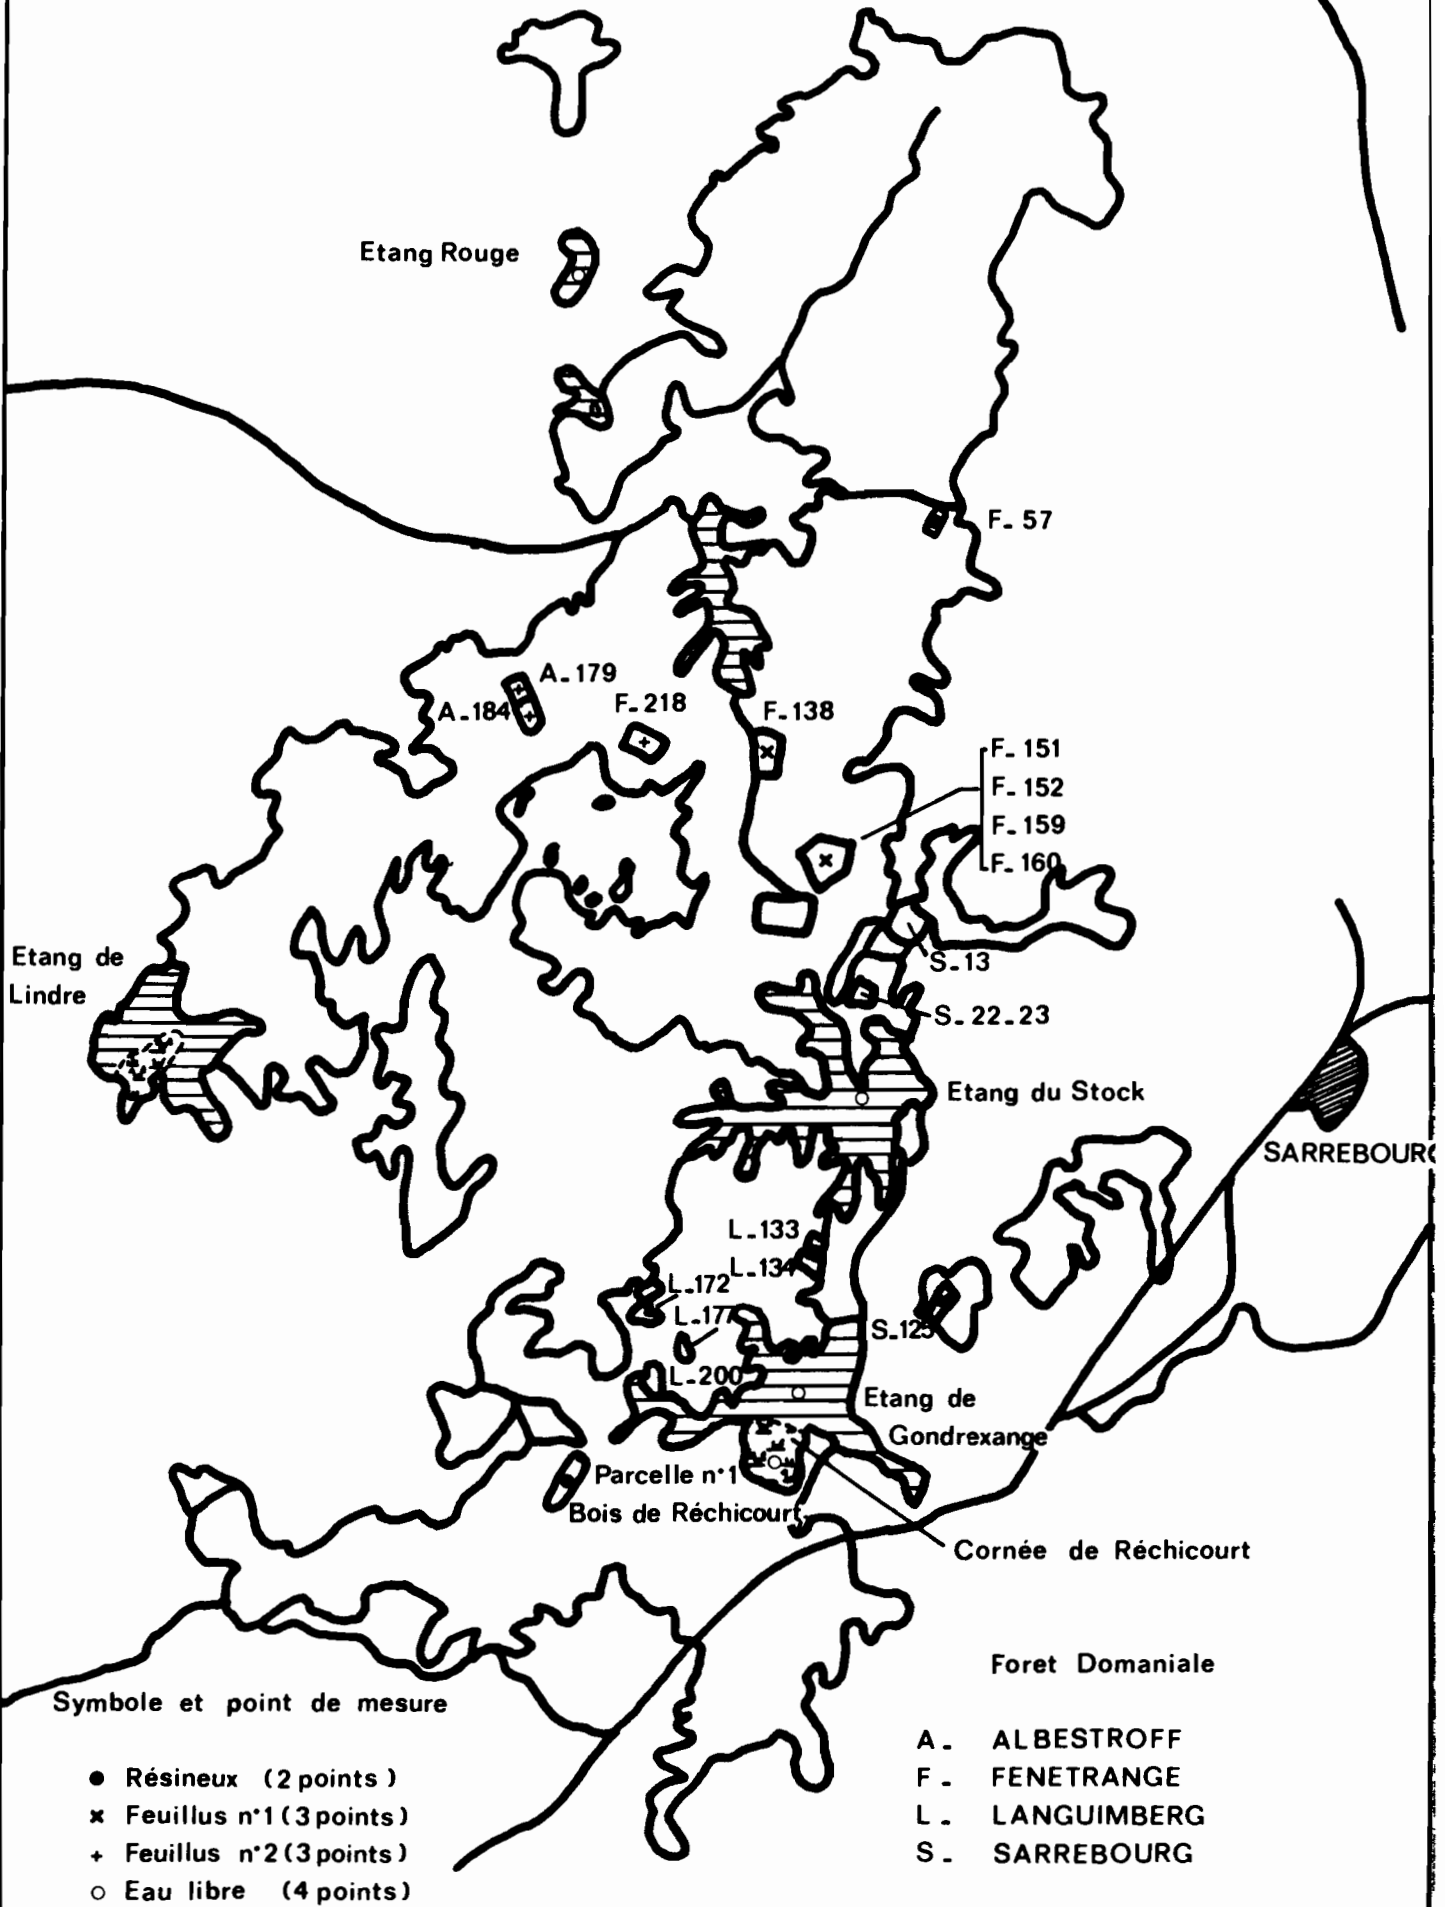 Etang Rouge
F_ 57
A_179
A_184
F_218
F_138
F_ 151
F_ 152
F_ 159
F_ 160
Etang de
Lindre
S_13
S_22_23
Etang du Stock
SARREBOURG
L_133
L_134
L_172
L_177
S_125
L_200
Etang de
Gondrexange
Parcelle n°1
Bois de Réchicourt
Cornée de Réchicourt
Foret Domaniale
A_ ALBESTROFF
F_ FENETRANGE
L_ LANGUIMBERG
S_ SARREBOURG
Symbole et point de mesure
● Résineux (2 points)
x Feuillus n°1 (3 points)
+ Feuillus n°2 (3 points)
○ Eau libre (4 points)